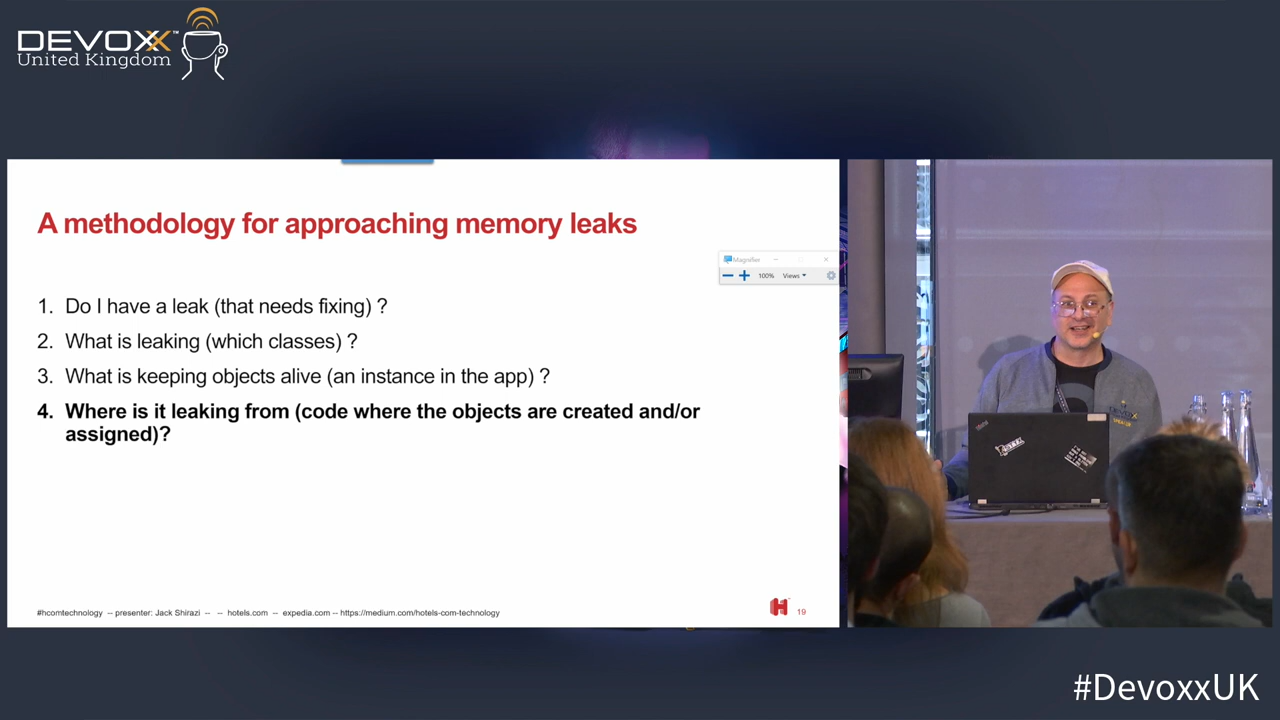 DEVOXX™
United Kingdom
A methodology for approaching memory leaks
Magnifier
100% Views
1. Do I have a leak (that needs fixing) ?
2. What is leaking (which classes) ?
3. What is keeping objects alive (an instance in the app) ?
4. Where is it leaking from (code where the objects are created and/or
assigned)?
#hcomtechnology -- presenter: Jack Shirazi -- -- hotels.com -- expedia.com -- https://medium.com/hotels-com-technology
H
19
DEVOXX
#DevoxxUK